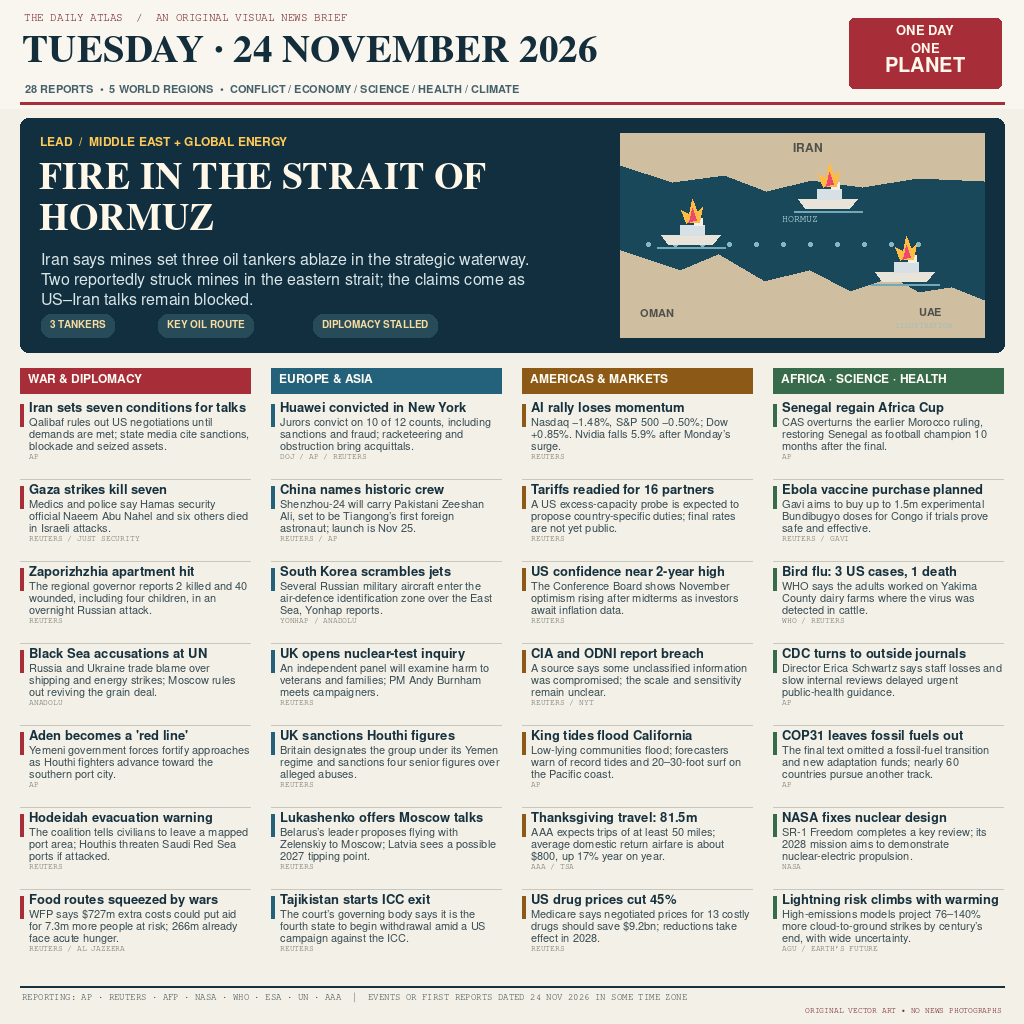 THE DAILY ATLAS / AN ORIGINAL VISUAL NEWS BRIEF
TUESDAY · 24 NOVEMBER 2026
28 REPORTS • 5 WORLD REGIONS • CONFLICT / ECONOMY / SCIENCE / HEALTH / CLIMATE
ONE DAY
ONE
PLANET
LEAD / MIDDLE EAST + GLOBAL ENERGY
FIRE IN THE STRAIT OF
HORMUZ
Iran says mines set three oil tankers ablaze in the strategic waterway.
Two reportedly struck mines in the eastern strait; the claims come as
US–Iran talks remain blocked.
3 TANKERS
KEY OIL ROUTE
DIPLOMACY STALLED
IRAN
HORMUZ
OMAN
UAE
ILLUSTRATION
WAR & DIPLOMACY
Iran sets seven conditions for talks
Qalibaf rules out US negotiations until
demands are met; state media cite sanctions,
blockade and seized assets.
AP
Gaza strikes kill seven
Medics and police say Hamas security
official Naeem Abu Nahel and six others died
in Israeli attacks.
REUTERS / JUST SECURITY
Zaporizhzhia apartment hit
The regional governor reports 2 killed and 40
wounded, including four children, in an
overnight Russian attack.
REUTERS
Black Sea accusations at UN
Russia and Ukraine trade blame over
shipping and energy strikes; Moscow rules
out reviving the grain deal.
ANADOLU
Aden becomes a 'red line'
Yemeni government forces fortify approaches
as Houthi fighters advance toward the
southern port city.
AP
Hodeidah evacuation warning
The coalition tells civilians to leave a mapped
port area; Houthis threaten Saudi Red Sea
ports if attacked.
REUTERS
Food routes squeezed by wars
WFP says $727m extra costs could put aid
for 7.3m more people at risk; 266m already
face acute hunger.
REUTERS / AL JAZEERA
EUROPE & ASIA
Huawei convicted in New York
Jurors convict on 10 of 12 counts, including
sanctions and fraud; racketeering and
obstruction bring acquittals.
DOJ / AP / REUTERS
China names historic crew
Shenzhou-24 will carry Pakistani Zeeshan
Ali, set to be Tiangong's first foreign
astronaut; launch is Nov 25.
REUTERS / AP
South Korea scrambles jets
Several Russian military aircraft enter the
air-defence identification zone over the East
Sea, Yonhap reports.
YONHAP / ANADOLU
UK opens nuclear-test inquiry
An independent panel will examine harm to
veterans and families; PM Andy Burnham
meets campaigners.
REUTERS
UK sanctions Houthi figures
Britain designates the group under its Yemen
regime and sanctions four senior figures over
alleged abuses.
REUTERS
Lukashenko offers Moscow talks
Belarus's leader proposes flying with
Zelenskiy to Moscow; Latvia sees a possible
2027 tipping point.
REUTERS
Tajikistan starts ICC exit
The court's governing body says it is the
fourth state to begin withdrawal amid a US
campaign against the ICC.
REUTERS
AMERICAS & MARKETS
AI rally loses momentum
Nasdaq −1.48%, S&P 500 −0.50%; Dow
+0.85%. Nvidia falls 5.9% after Monday's
surge.
REUTERS
Tariffs readied for 16 partners
A US excess-capacity probe is expected to
propose country-specific duties; final rates
are not yet public.
REUTERS
US confidence near 2-year high
The Conference Board shows November
optimism rising after midterms as investors
await inflation data.
REUTERS
CIA and ODNI report breach
A source says some unclassified information
was compromised; the scale and sensitivity
remain unclear.
REUTERS / NYT
King tides flood California
Low-lying communities flood; forecasters
warn of record tides and 20–30-foot surf on
the Pacific coast.
AP
Thanksgiving travel: 81.5m
AAA expects trips of at least 50 miles;
average domestic return airfare is about
$800, up 17% year on year.
AAA / TSA
US drug prices cut 45%
Medicare says negotiated prices for 13 costly
drugs should save $9.2bn; reductions take
effect in 2028.
REUTERS
AFRICA · SCIENCE · HEALTH
Senegal regain Africa Cup
CAS overturns the earlier Morocco ruling,
restoring Senegal as football champion 10
months after the final.
AP
Ebola vaccine purchase planned
Gavi aims to buy up to 1.5m experimental
Bundibugyo doses for Congo if trials prove
safe and effective.
REUTERS / GAVI
Bird flu: 3 US cases, 1 death
WHO says the adults worked on Yakima
County dairy farms where the virus was
detected in cattle.
WHO / REUTERS
CDC turns to outside journals
Director Erica Schwartz says staff losses and
slow internal reviews delayed urgent
public-health guidance.
AP
COP31 leaves fossil fuels out
The final text omitted a fossil-fuel transition
and new adaptation funds; nearly 60
countries pursue another track.
AP
NASA fixes nuclear design
SR-1 Freedom completes a key review; its
2028 mission aims to demonstrate
nuclear-electric propulsion.
NASA
Lightning risk climbs with warming
High-emissions models project 76–140%
more cloud-to-ground strikes by century's
end, with wide uncertainty.
AGU / EARTH'S FUTURE
REPORTING: AP · REUTERS · AFP · NASA · WHO · ESA · UN · AAA | EVENTS OR FIRST REPORTS DATED 24 NOV 2026 IN SOME TIME ZONE
ORIGINAL VECTOR ART • NO NEWS PHOTOGRAPHS